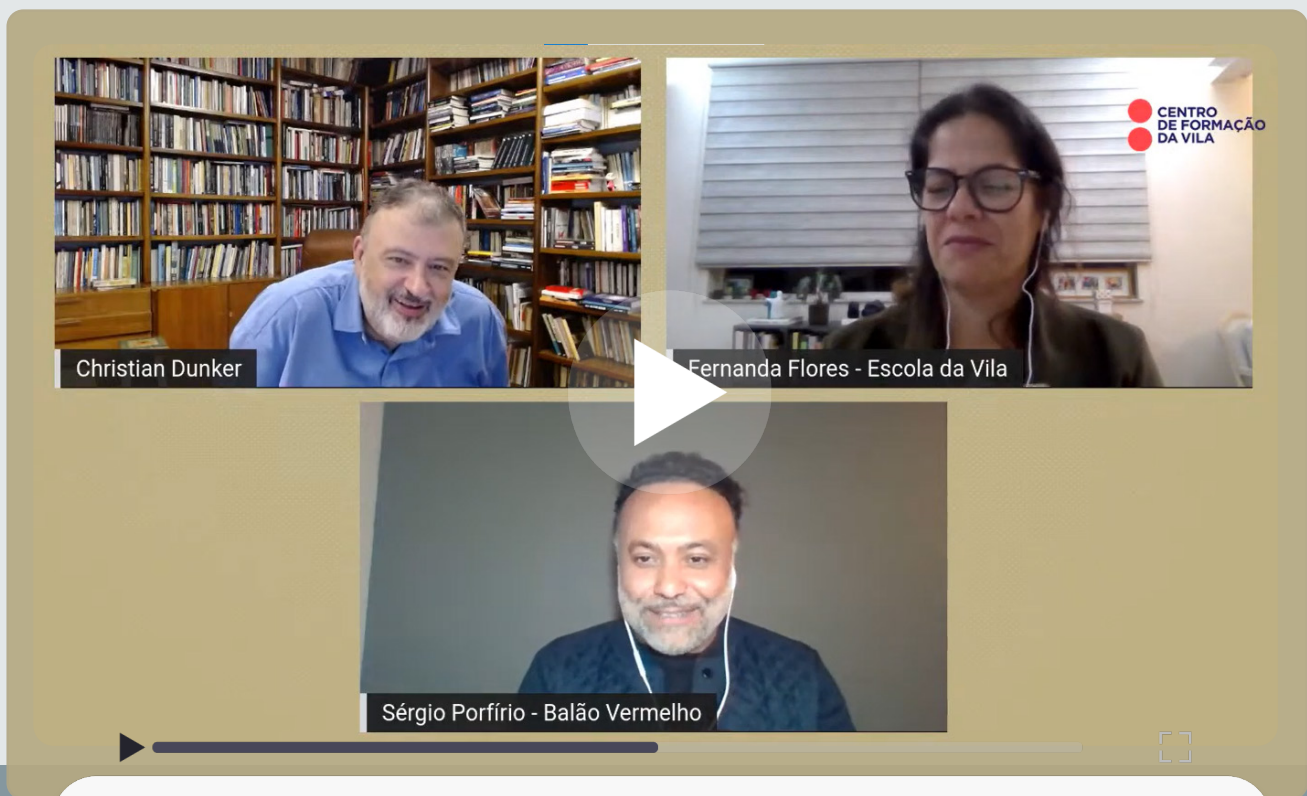 CENTRO
DE FORMAÇÃO
DA VILA
Christian Dunker
Fernanda Flores - Escola da Vila
Sérgio Porfírio - Balão Vermelho